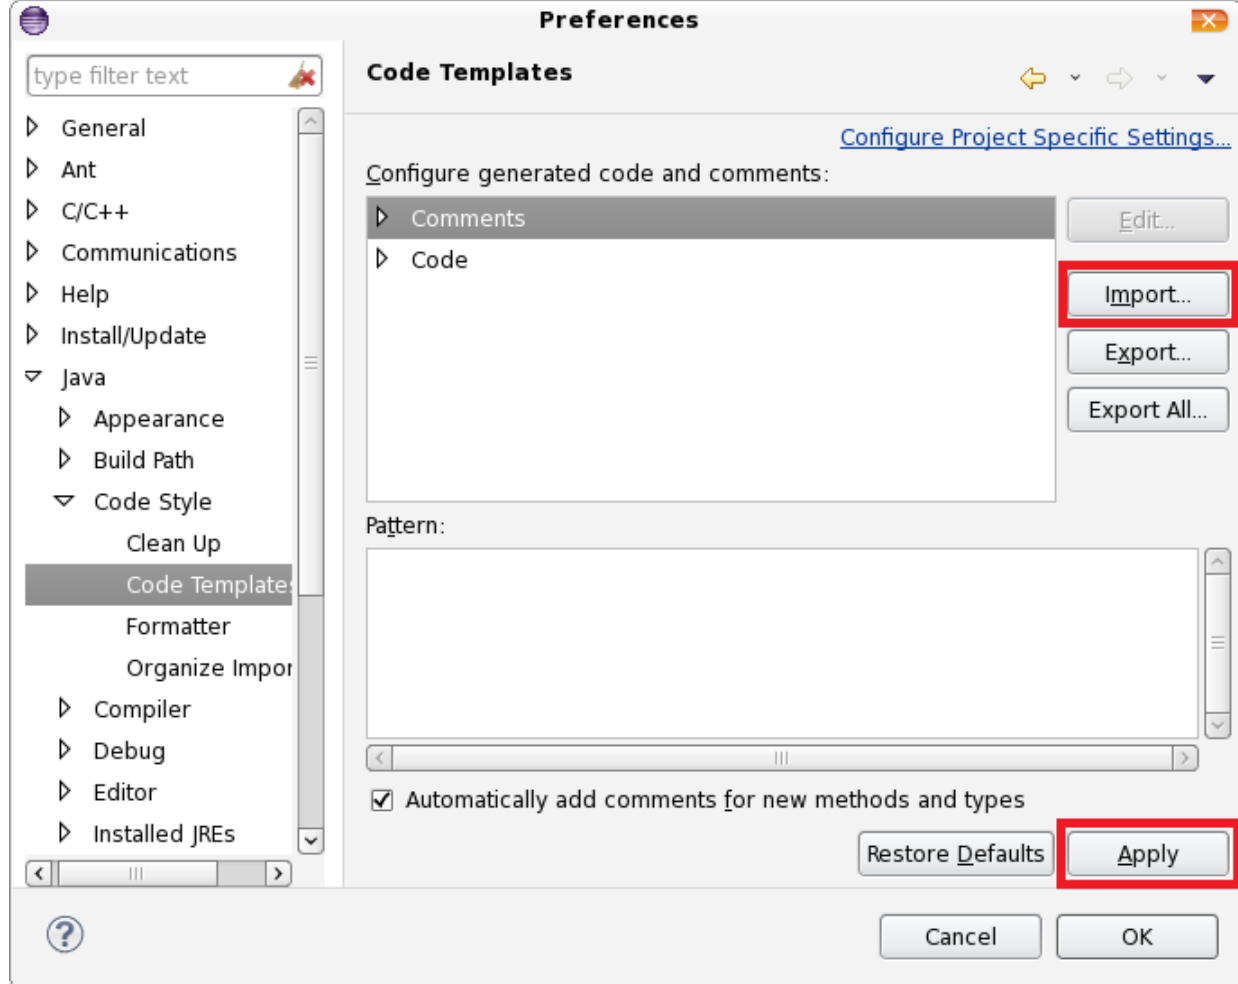 Preferences
type filter text
General
Ant
C/C++
Communications
Help
Install/Update
Java
Appearance
Build Path
Code Style
Clean Up
Code Templates
Formatter
Organize Impor
Compiler
Debug
Editor
Installed JREs
Code Templates
Configure Project Specific Settings...
Configure generated code and comments:
Comments
Code
Edit...
Import...
Export...
Export All...
Pattern:
Automatically add comments for new methods and types
Restore Defaults
Apply
?
Cancel
OK